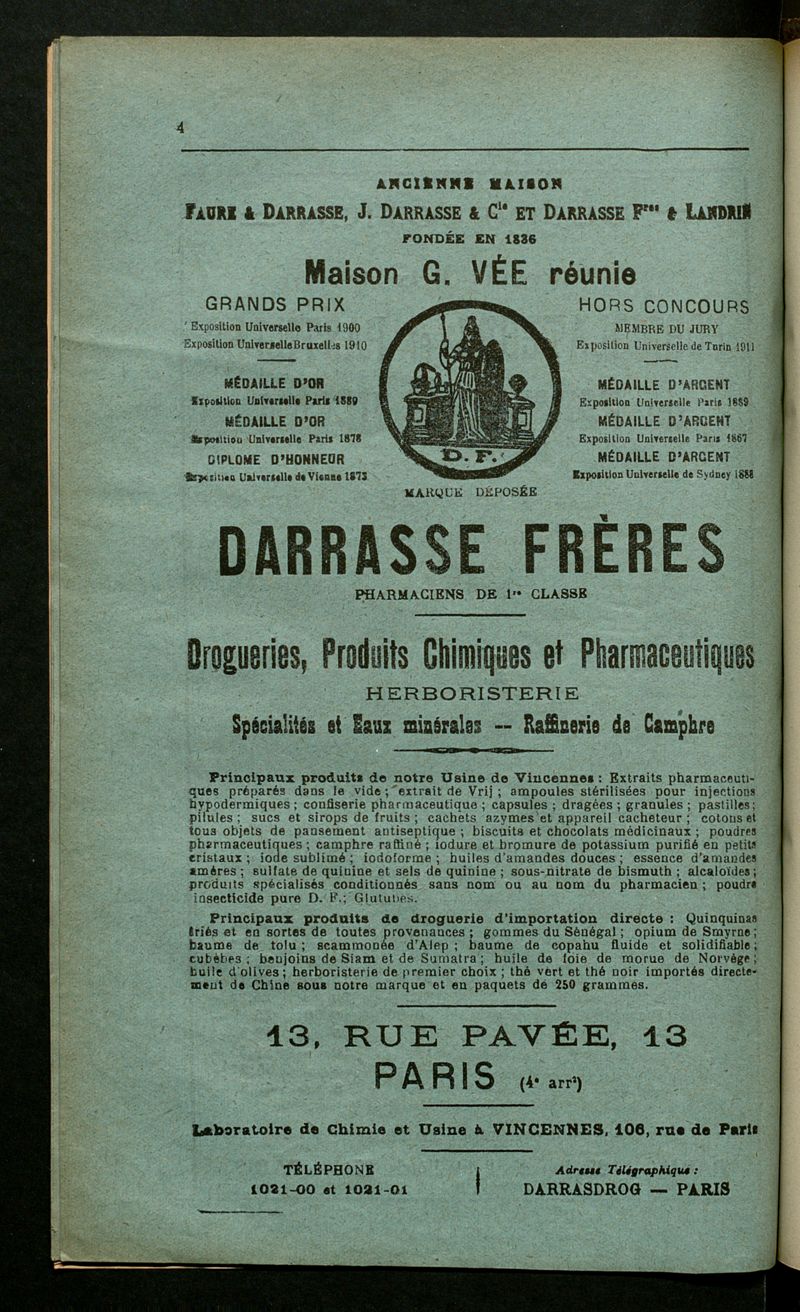 4
ANCIENNE MAISON
FAURE & DARRASSE, J. DARRASSE & Cie ET DARRASSE Fres & LANDRIN
FONDÉE EN 1836
Maison G. VÉE réunie
GRANDS PRIX
Exposition Universelle Paris 1900
Exposition Universelle Bruxelles 1910
MÉDAILLE D'OR
Exposition Universelle Paris 1889
MÉDAILLE D'OR
Exposition Universelle Paris 1878
DIPLOME D'HONNEUR
Exposition Universelle de Vienne 1873
D. F.
MARQUE DÉPOSÉE
HORS CONCOURS
MEMBRE DU JURY
Exposition Universelle de Turin 1911
MÉDAILLE D'ARGENT
Exposition Universelle Paris 1889
MÉDAILLE D'ARGENT
Exposition Universelle Paris 1867
MÉDAILLE D'ARGENT
Exposition Universelle de Sydney 1888
DARRASSE FRÈRES
PHARMACIENS DE 1re CLASSE
Drogueries, Produits Chimiques et Pharmaceutiques
HERBORISTERIE
Spécialités et Eaux minérales -- Raffinerie de Camphre
Principaux produits de notre Usine de Vincennes : Extraits pharmaceuti-
ques préparés dans le vide ; extrait de Vrij ; ampoules stérilisées pour injections
hypodermiques ; confiserie pharmaceutique ; capsules ; dragées ; granules ; pastilles ;
pilules ; sucs et sirops de fruits ; cachets azymes et appareil cacheteur ; cotons et
tous objets de pansement antiseptique ; biscuits et chocolats médicinaux ; poudres
pharmaceutiques ; camphre raffiné ; iodure et bromure de potassium purifié en petits
cristaux ; iode sublimé ; iodoforme ; huiles d'amandes douces ; essence d'amandes
amères ; sulfate de quinine et sels de quinine ; sous-nitrate de bismuth ; alcaloïdes ;
produits spécialisés conditionnés sans nom ou au nom du pharmacien ; poudre
insecticide pure D. F.; Glutubes.
Principaux produits de droguerie d'importation directe : Quinquinas
triés et en sortes de toutes provenances ; gommes du Sénégal ; opium de Smyrne ;
baume de tolu ; scammonée d'Alep ; baume de copahu fluide et solidifiable ;
cubèbes ; benjoins de Siam et de Sumatra ; huile de foie de morue de Norvège ;
huile d'olives ; herboristerie de premier choix ; thé vert et thé noir importés directe-
ment de Chine sous notre marque et en paquets de 250 grammes.
13, RUE PAVÉE, 13
PARIS (4e arrt)
Laboratoire de Chimie et Usine à VINCENNES, 106, rue de Paris
TÉLÉPHONE
1021-00 et 1021-01
Adresse Télégraphique :
DARRASDROG — PARIS